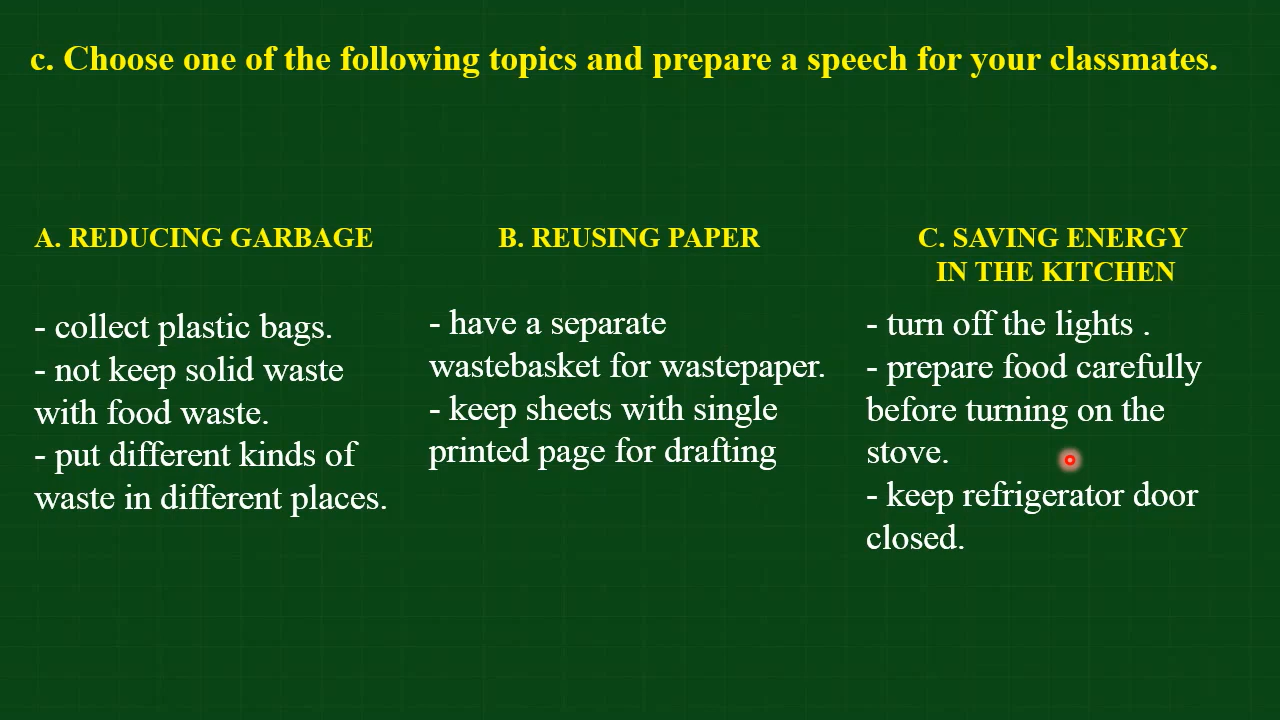 c. Choose one of the following topics and prepare a speech for your classmates.
A. REDUCING GARBAGE
- collect plastic bags.
- not keep solid waste
with food waste.
- put different kinds of
waste in different places.
B. REUSING PAPER
- have a separate
wastebasket for wastepaper.
- keep sheets with single
printed page for drafting
C. SAVING ENERGY
IN THE KITCHEN
- turn off the lights .
- prepare food carefully
before turning on the
stove.
- keep refrigerator door
closed.